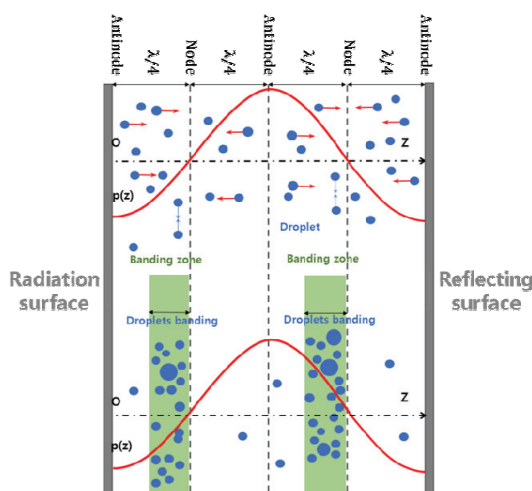 Antinode
λ/4
Node
λ/4
Antinode
λ/4
Node
λ/4
Antinode
O
Z
p(z)
Droplet
Banding zone
Banding zone
Radiation
surface
Reflecting
surface
Droplets banding
Droplets banding
O
Z
p(z)